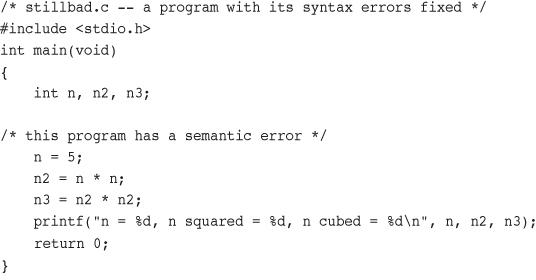 /* stillbad.c -- a program with its syntax errors fixed */
#include <stdio.h>
int main(void)
{
    int n, n2, n3;

/* this program has a semantic error */
    n = 5;
    n2 = n * n;
    n3 = n2 * n2;
    printf("n = %d, n squared = %d, n cubed = %d\n", n, n2, n3);
    return 0;
}